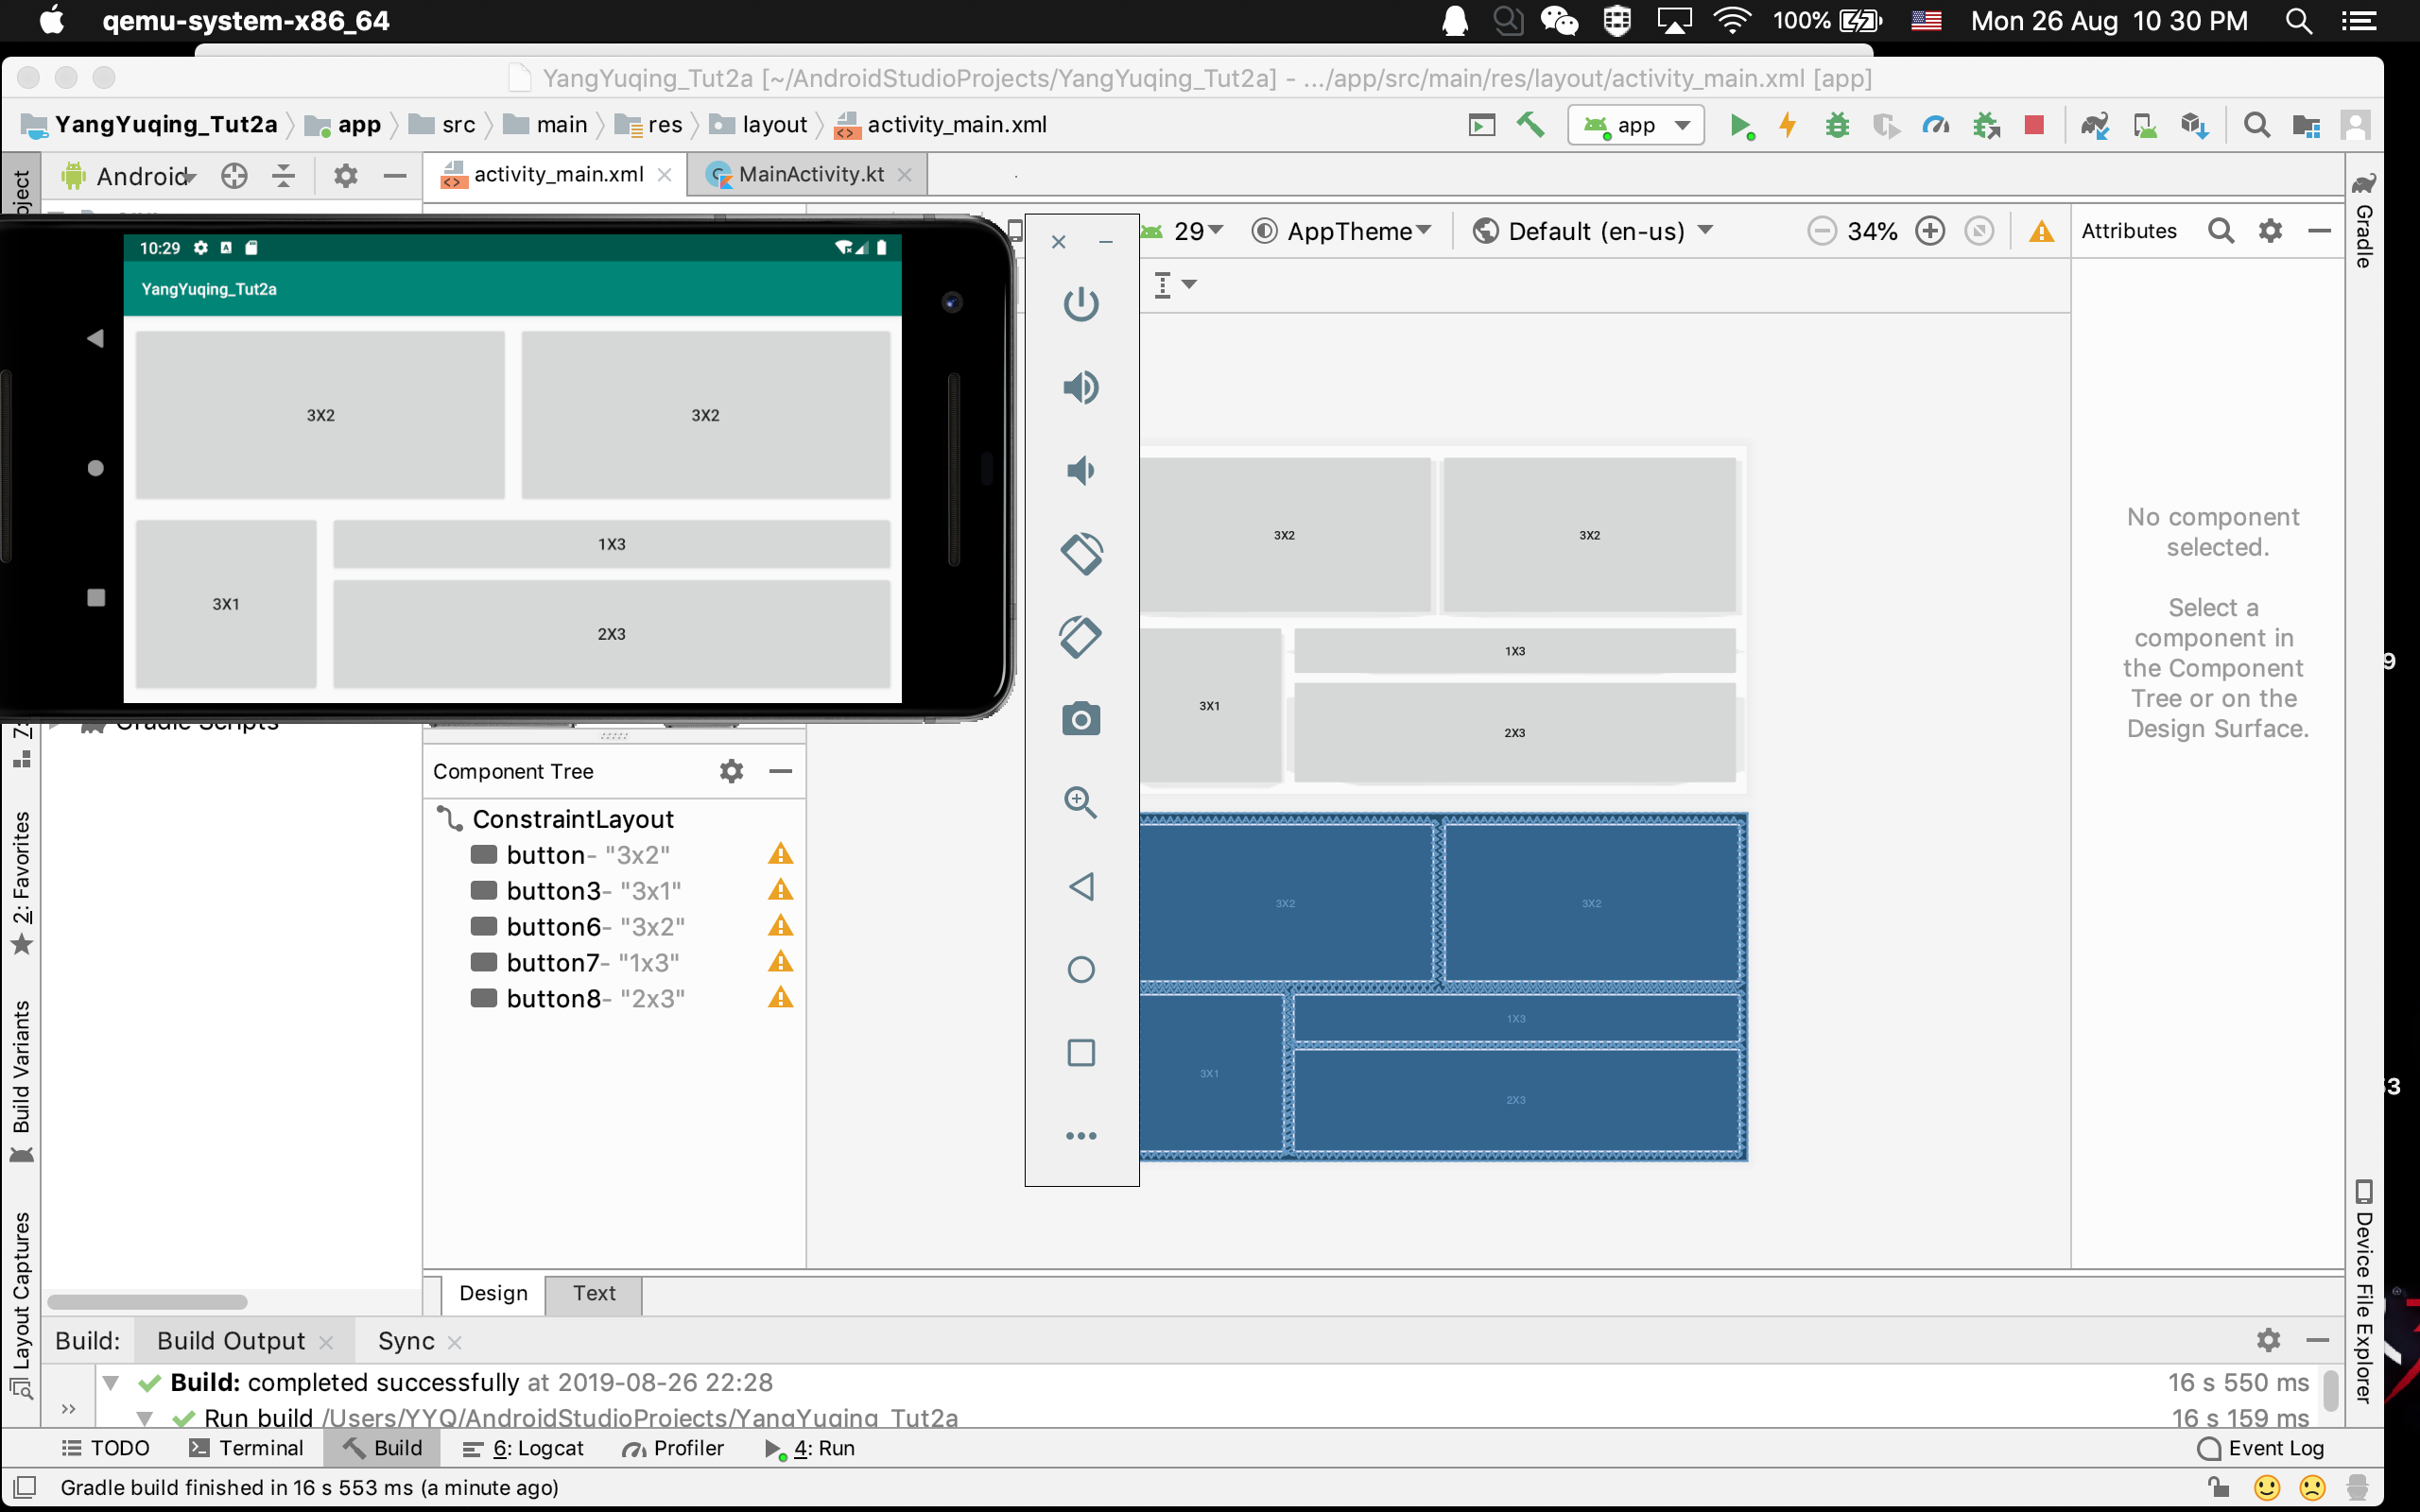 qemu-system-x86_64
100%
Mon 26 Aug 10 30 PM
YangYuqing_Tut2a [~/AndroidStudioProjects/YangYuqing_Tut2a] - .../app/src/main/res/layout/activity_main.xml [app]
YangYuqing_Tut2a
app
src
main
res
layout
activity_main.xml
app
Android
activity_main.xml
MainActivity.kt
29
AppTheme
Default (en-us)
34%
Attributes
Gradle
10:29
YangYuqing_Tut2a
3X2
3X2
3X1
1X3
2X3
3X2
3X2
1X3
3X1
2X3
No component
selected.
Select a
component in
the Component
Tree or on the
Design Surface.
Gradle Scripts
Component Tree
ConstraintLayout
button- "3x2"
button3- "3x1"
button6- "3x2"
button7- "1x3"
button8- "2x3"
3X2
3X2
1X3
3X1
2X3
2: Favorites
Build Variants
Layout Captures
Device File Explorer
Design
Text
Build:
Build Output
Sync
Build: completed successfully at 2019-08-26 22:28
16 s 550 ms
Run build /Users/YYQ/AndroidStudioProjects/YangYuqing_Tut2a
16 s 159 ms
TODO
Terminal
Build
6: Logcat
Profiler
4: Run
Event Log
Gradle build finished in 16 s 553 ms (a minute ago)